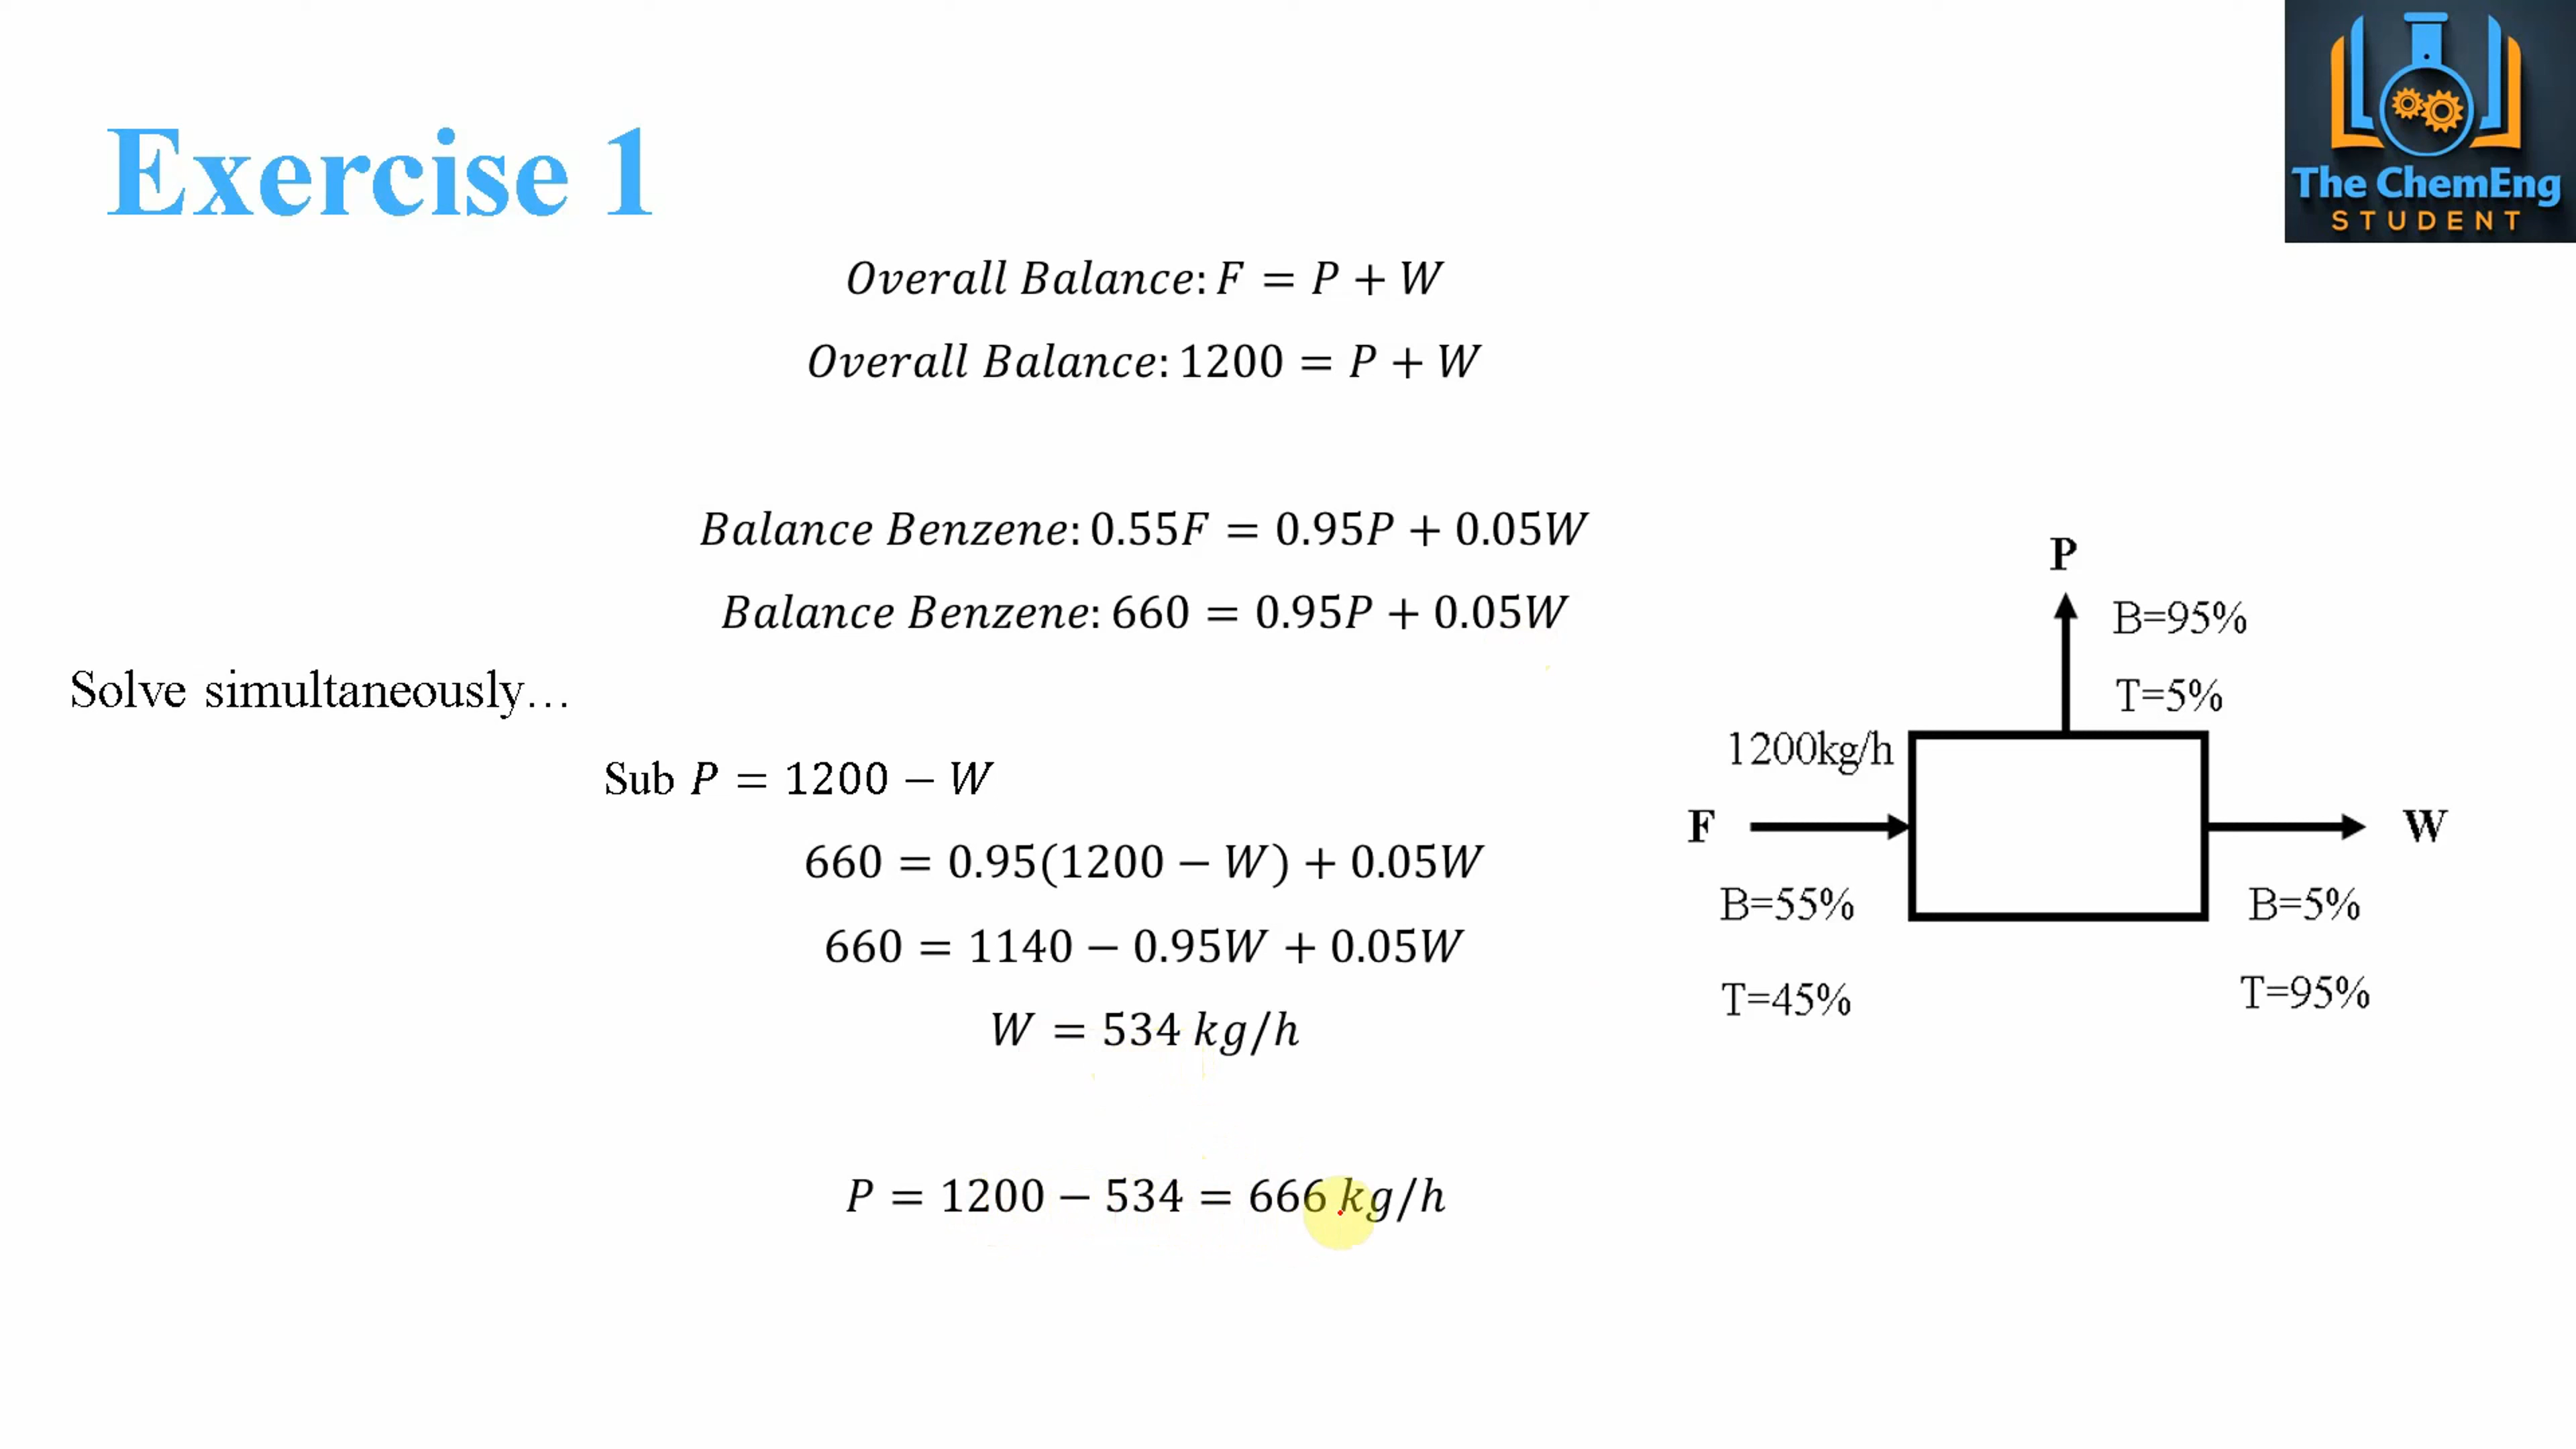 The ChemEng
STUDENT
Exercise 1
Overall Balance: F = P + W
Overall Balance: 1200 = P + W
Balance Benzene: 0.55F = 0.95P + 0.05W
Balance Benzene: 660 = 0.95P + 0.05W
Solve simultaneously…
Sub P = 1200 − W
660 = 0.95(1200 − W) + 0.05W
660 = 1140 − 0.95W + 0.05W
W = 534 kg/h
P = 1200 − 534 = 666 kg/h
P
B=95%
T=5%
1200kg/h
F
W
B=55%
B=5%
T=45%
T=95%